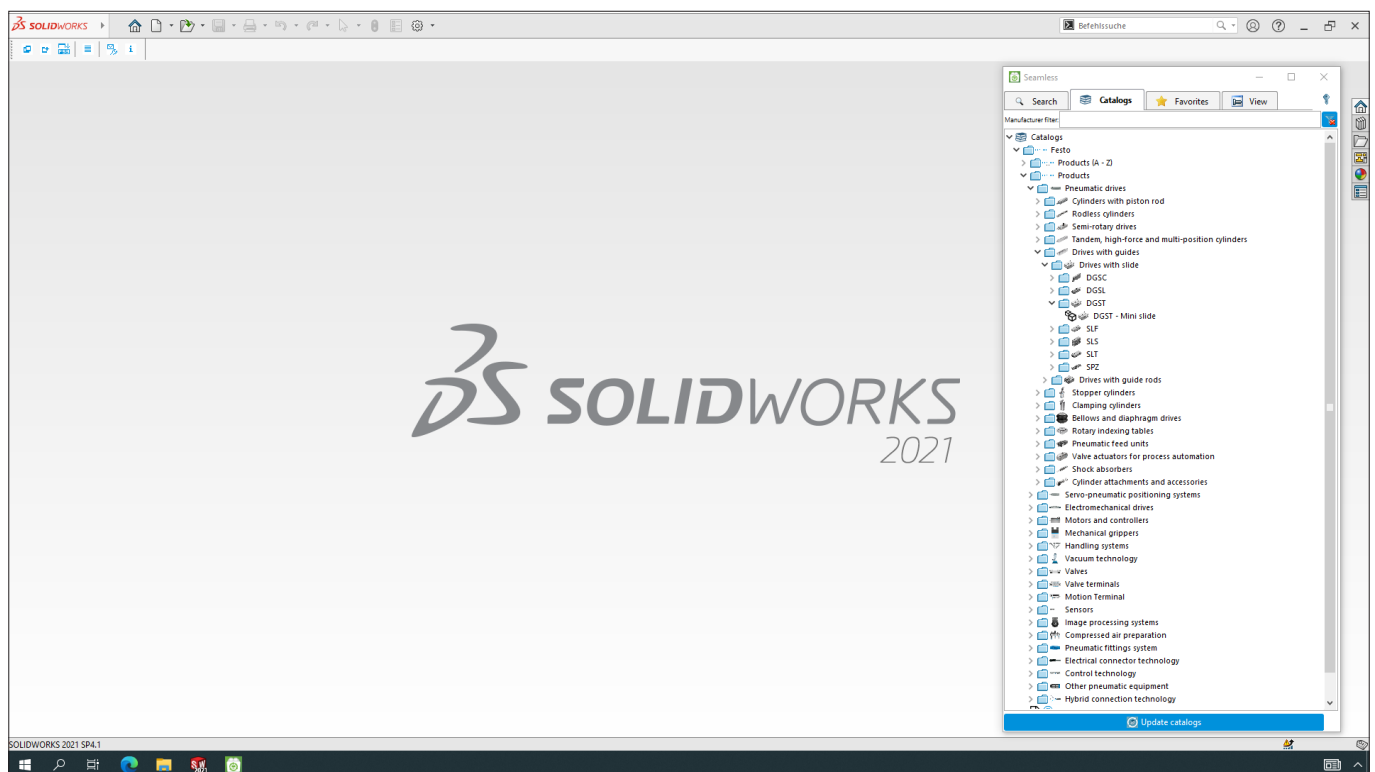 SOLIDWORKS
Befehlssuche
Seamless
Search
Catalogs
Favorites
View
Manufacturer filter:
Catalogs
Festo
Products (A - Z)
Products
Pneumatic drives
Cylinders with piston rod
Rodless cylinders
Semi-rotary drives
Tandem, high-force and multi-position cylinders
Drives with guides
Drives with slide
DGSC
DGSL
DGST
DGST - Mini slide
SLF
SLS
SLT
SPZ
Drives with guide rods
Stopper cylinders
Clamping cylinders
Bellows and diaphragm drives
Rotary indexing tables
Pneumatic feed units
Valve actuators for process automation
Shock absorbers
Cylinder attachments and accessories
Servo-pneumatic positioning systems
Electromechanical drives
Motors and controllers
Mechanical grippers
Handling systems
Vacuum technology
Valves
Valve terminals
Motion Terminal
Sensors
Image processing systems
Compressed air preparation
Pneumatic fittings system
Electrical connector technology
Control technology
Other pneumatic equipment
Hybrid connection technology
Update catalogs
SOLIDWORKS
2021
SOLIDWORKS 2021 SP4.1
SW
2021